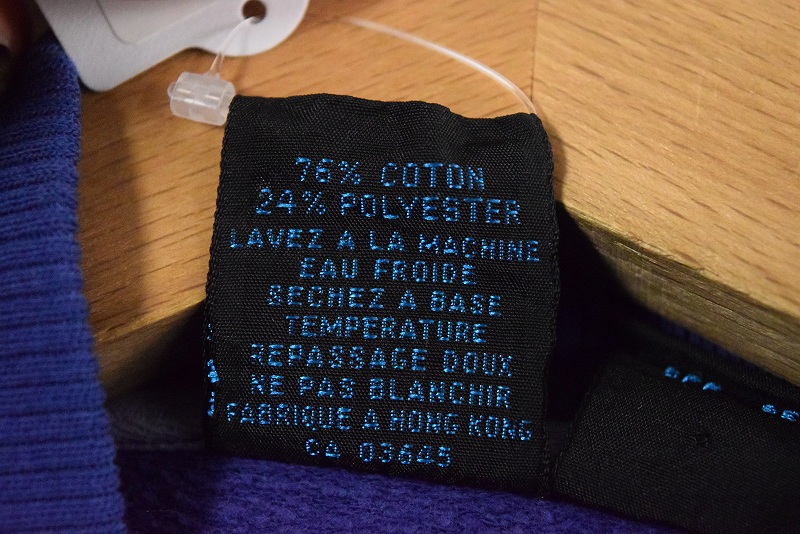 76% COTON
24% POLYESTER
LAVEZ A LA MACHINE
EAU FROIDE
SECHEZ A BASE
TEMPERATURE
REPASSAGE DOUX
NE PAS BLANCHIR
FABRIQUE A HONG KONG
CA 03645